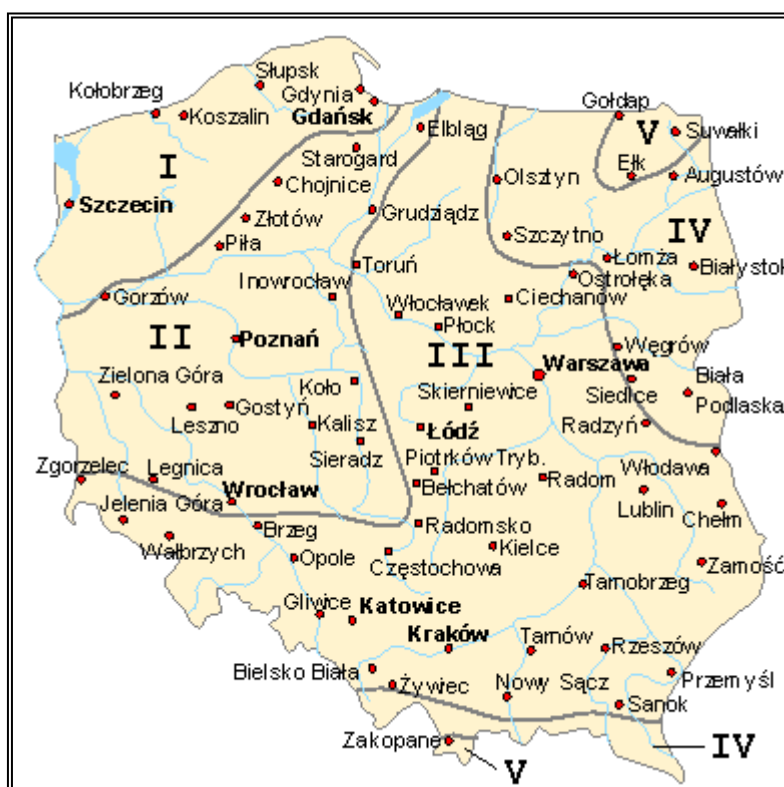 Słupsk
Kołobrzeg
Gdynia
Koszalin
Gdańsk
Elbląg
Gołdap
V
Suwałki
I
Starogard
Ełk
Chojnice
Olsztyn
Augustów
Szczecin
Grudziądz
Złotów
Szczytno
IV
Piła
Toruń
Łomża
Białystok
Inowrocław
Ostrołęka
Gorzów
Włocławek
Ciechanów
Płock
II
Poznań
III
Węgrów
Zielona Góra
Koło
Warszawa
Biała
Podlaska
Skierniewice
Siedlce
Leszno
Gostyń
Kalisz
Łódź
Radzyń
Sieradz
Piotrków Tryb.
Włodawa
Zgorzelec
Legnica
Bełchatów
Radom
Wrocław
Lublin
Chełm
Jelenia Góra
Brzeg
Radomsko
Wałbrzych
Opole
Kielce
Częstochowa
Zamość
Tarnobrzeg
Gliwice
Katowice
Kraków
Tarnów
Rzeszów
Bielsko Biała
Żywiec
Nowy Sącz
Przemyśl
Sanok
Zakopane
V
IV